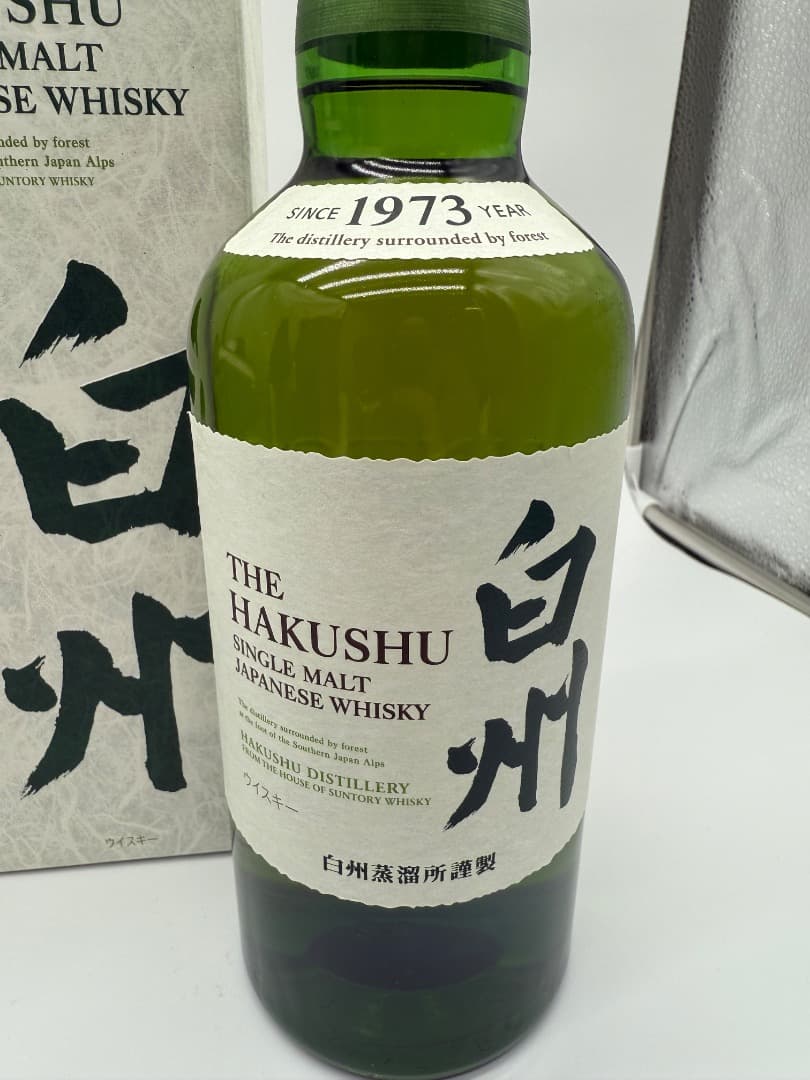 SHU
MALT
SE WHISKY
nded by forest
uthern Japan Alps
SUNTORY WHISKY
白州
ウイスキー
SINCE 1973 YEAR
The distillery surrounded by forest
THE
HAKUSHU
SINGLE MALT
JAPANESE WHISKY
The distillery surrounded by forest
at the foot of the Southern Japan Alps
HAKUSHU DISTILLERY
FROM THE HOUSE OF SUNTORY WHISKY
ウイスキー
白州
白州蒸溜所謹製